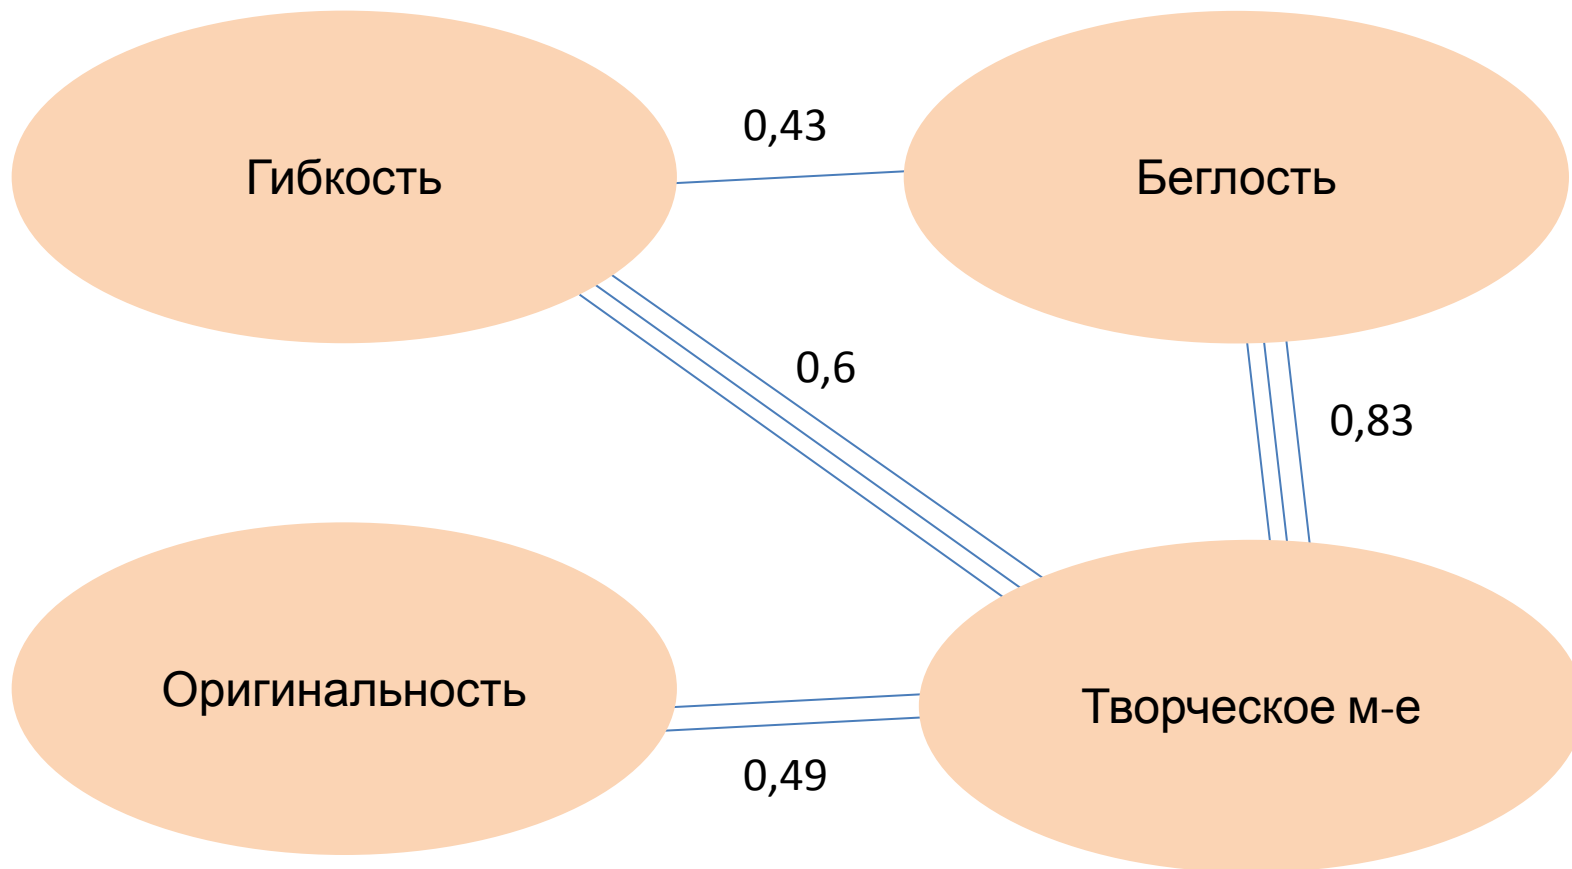 Гибкость
0,43
Беглость
0,6
0,83
Оригинальность
Творческое м-е
0,49